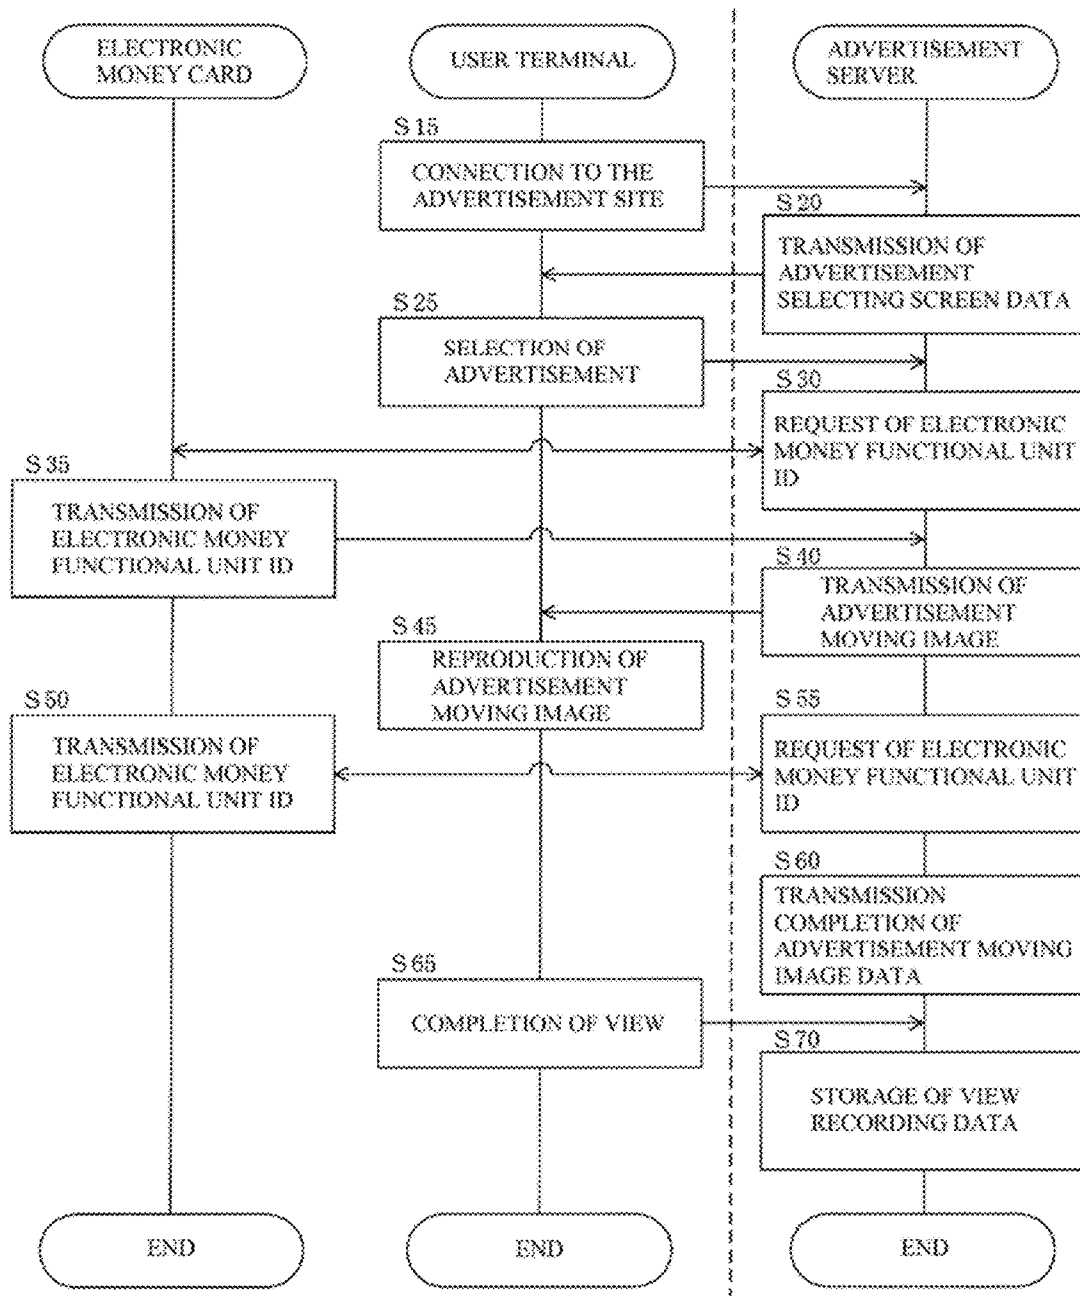 ELECTRONIC
MONEY CARD
USER TERMINAL
ADVERTISEMENT
SERVER
S 15
CONNECTION TO THE
ADVERTISEMENT SITE
S 20
TRANSMISSION OF
ADVERTISEMENT
SELECTING SCREEN DATA
S 25
SELECTION OF
ADVERTISEMENT
S 30
REQUEST OF ELECTRONIC
MONEY FUNCTIONAL UNIT
ID
S 35
TRANSMISSION OF
ELECTRONIC MONEY
FUNCTIONAL UNIT ID
S 40
TRANSMISSION OF
ADVERTISEMENT
MOVING IMAGE
S 45
REPRODUCTION OF
ADVERTISEMENT
MOVING IMAGE
S 50
TRANSMISSION OF
ELECTRONIC MONEY
FUNCTIONAL UNIT ID
S 55
REQUEST OF ELECTRONIC
MONEY FUNCTIONAL UNIT
ID
S 60
TRANSMISSION
COMPLETION OF
ADVERTISEMENT MOVING
IMAGE DATA
S 65
COMPLETION OF VIEW
S 70
STORAGE OF VIEW
RECORDING DATA
END
END
END